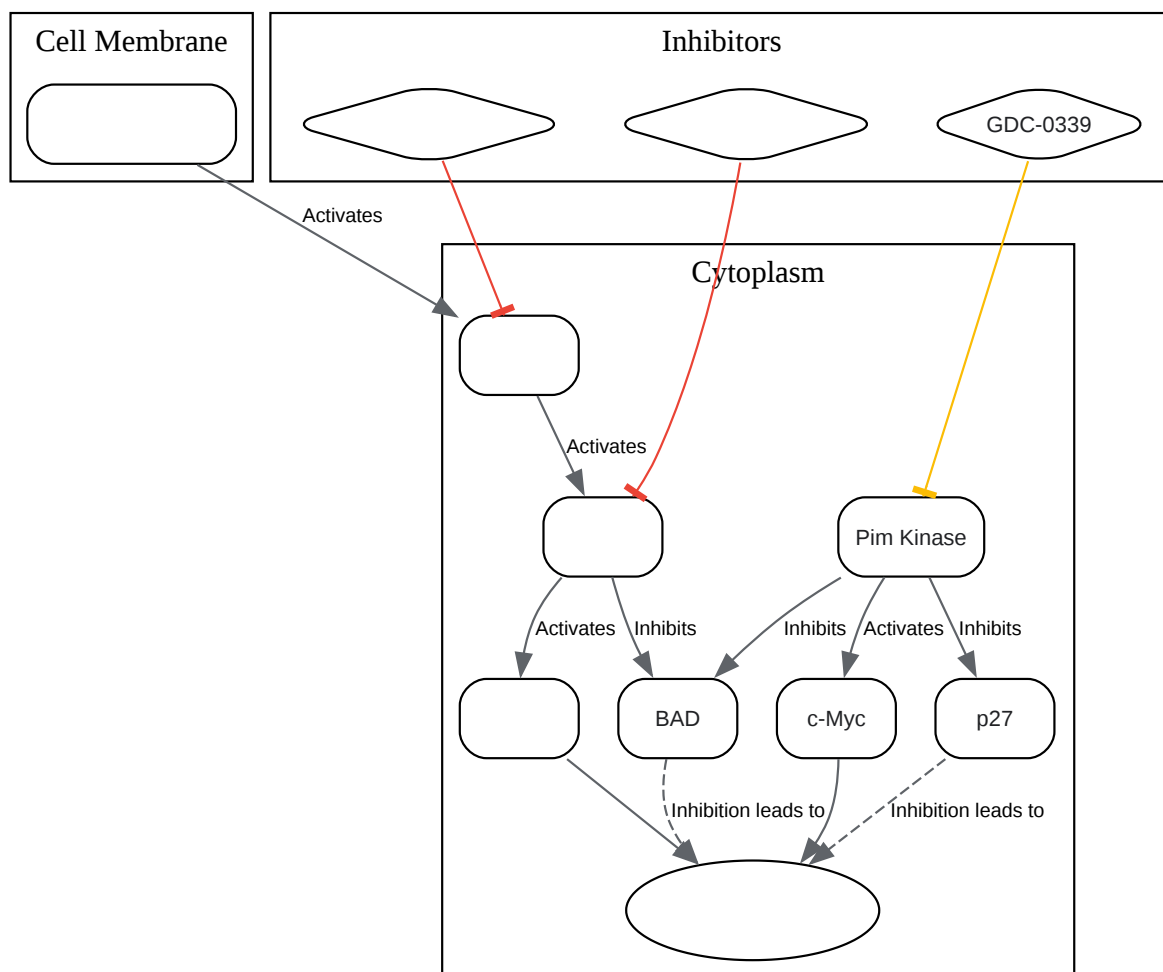 Cell Membrane
Inhibitors
GDC-0339
Activates
Cytoplasm
Activates
Pim Kinase
Activates
Inhibits
Inhibits
Activates
Inhibits
BAD
c-Myc
p27
Inhibition leads to
Inhibition leads to